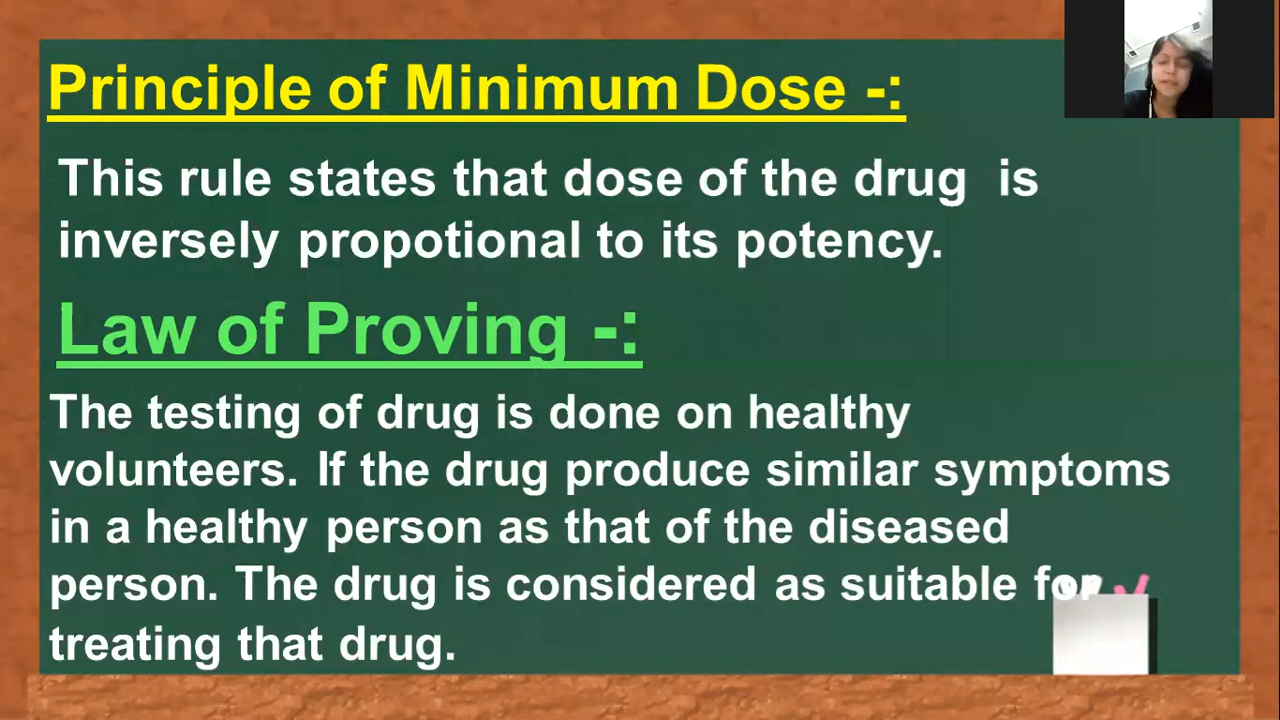 Principle of Minimum Dose -:
This rule states that dose of the drug is
inversely propotional to its potency.
Law of Proving -:
The testing of drug is done on healthy
volunteers. If the drug produce similar symptoms
in a healthy person as that of the diseased
person. The drug is considered as suitable for
treating that drug.